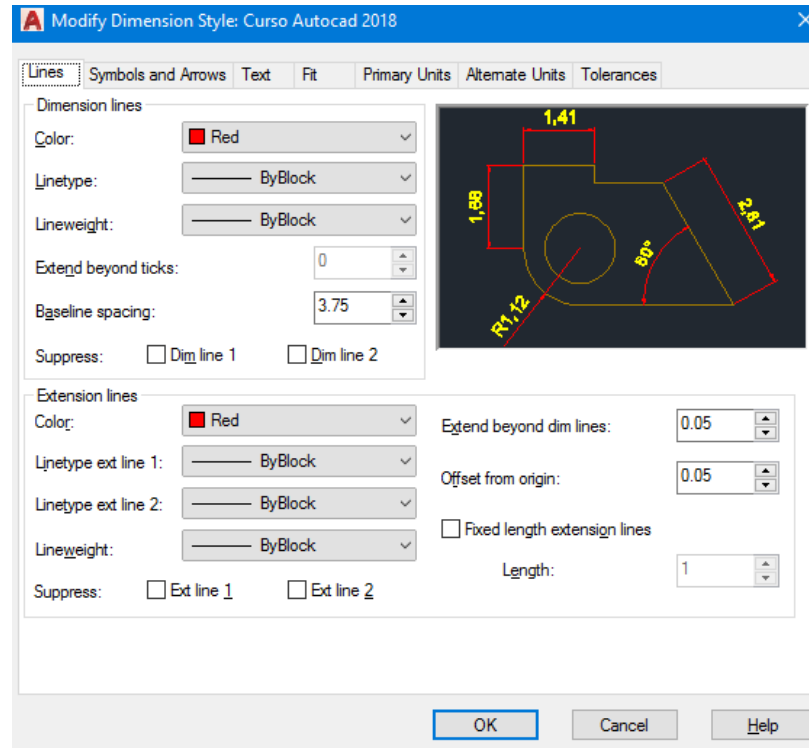 Modify Dimension Style: Curso Autocad 2018
Lines Symbols and Arrows Text Fit Primary Units Alternate Units Tolerances
Dimension lines
Color: Red
Linetype: ByBlock
Lineweight: ByBlock
Extend beyond ticks: 0
Baseline spacing: 3.75
Suppress: Dim line 1 Dim line 2
1,41
1,88
2,81
80°
R1,12
Extension lines
Color: Red
Linetype ext line 1: ByBlock
Linetype ext line 2: ByBlock
Lineweight: ByBlock
Suppress: Ext line 1 Ext line 2
Extend beyond dim lines: 0.05
Offset from origin: 0.05
Fixed length extension lines
Length: 1
OK Cancel Help